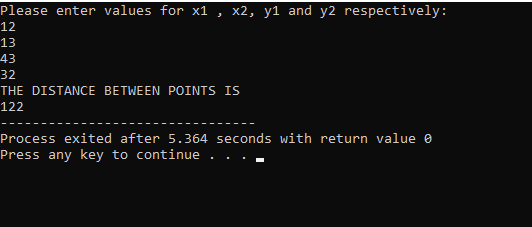 Please enter values for x1 , x2, y1 and y2 respectively:
12
13
43
32
THE DISTANCE BETWEEN POINTS IS
122
--------------------------------
Process exited after 5.364 seconds with return value 0
Press any key to continue . . .